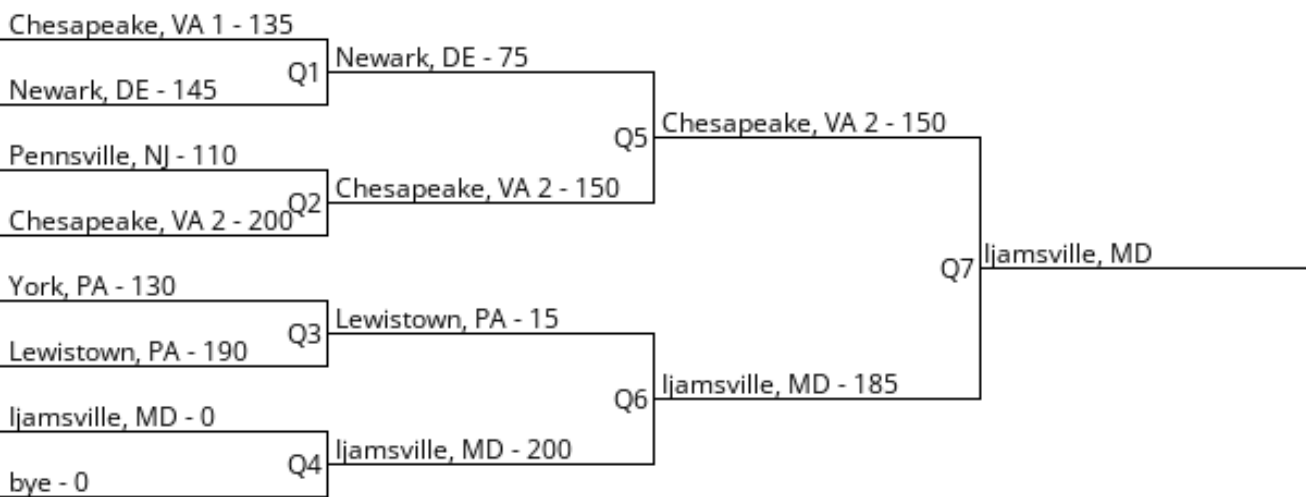 Chesapeake, VA 1 - 135
Newark, DE - 75
Q1
Newark, DE - 145
Chesapeake, VA 2 - 150
Q5
Pennsville, NJ - 110
Chesapeake, VA 2 - 150
Q2
Chesapeake, VA 2 - 200
Ijamsville, MD
Q7
York, PA - 130
Lewistown, PA - 15
Q3
Lewistown, PA - 190
Ijamsville, MD - 185
Q6
Ijamsville, MD - 0
Ijamsville, MD - 200
Q4
bye - 0